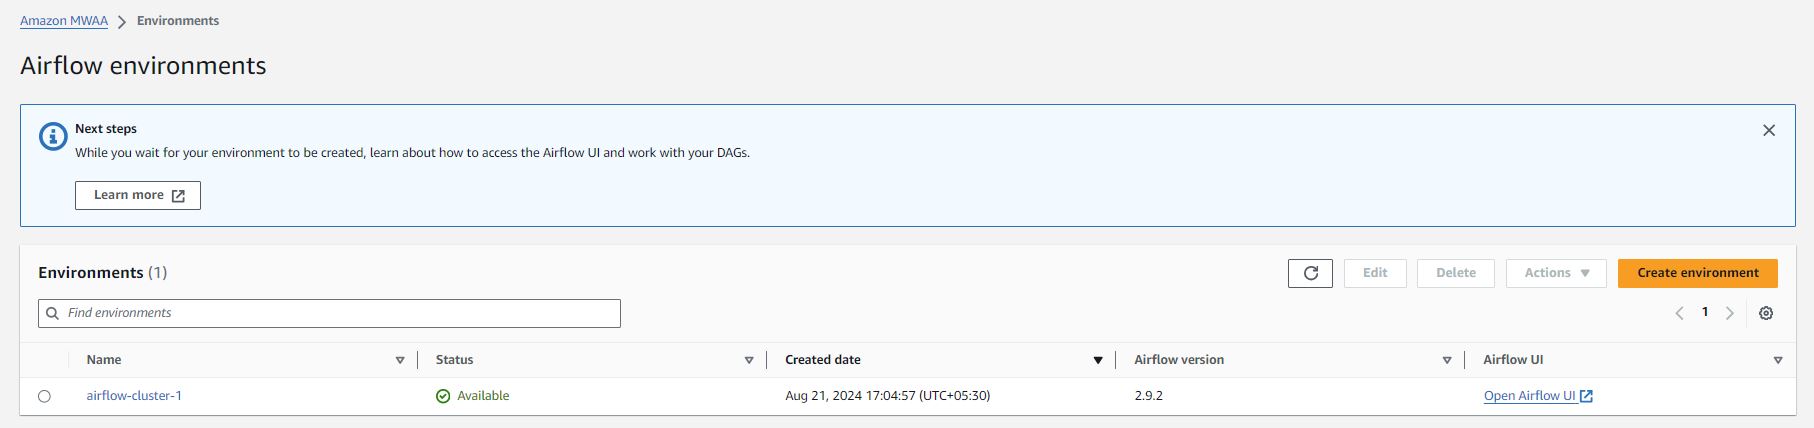 Amazon MWAA > Environments
Airflow environments
Next steps
While you wait for your environment to be created, learn about how to access the Airflow UI and work with your DAGs.
Learn more
Environments (1)
Edit Delete Actions Create environment
Find environments
1
Name Status Created date Airflow version Airflow UI
airflow-cluster-1 Available Aug 21, 2024 17:04:57 (UTC+05:30) 2.9.2 Open Airflow UI